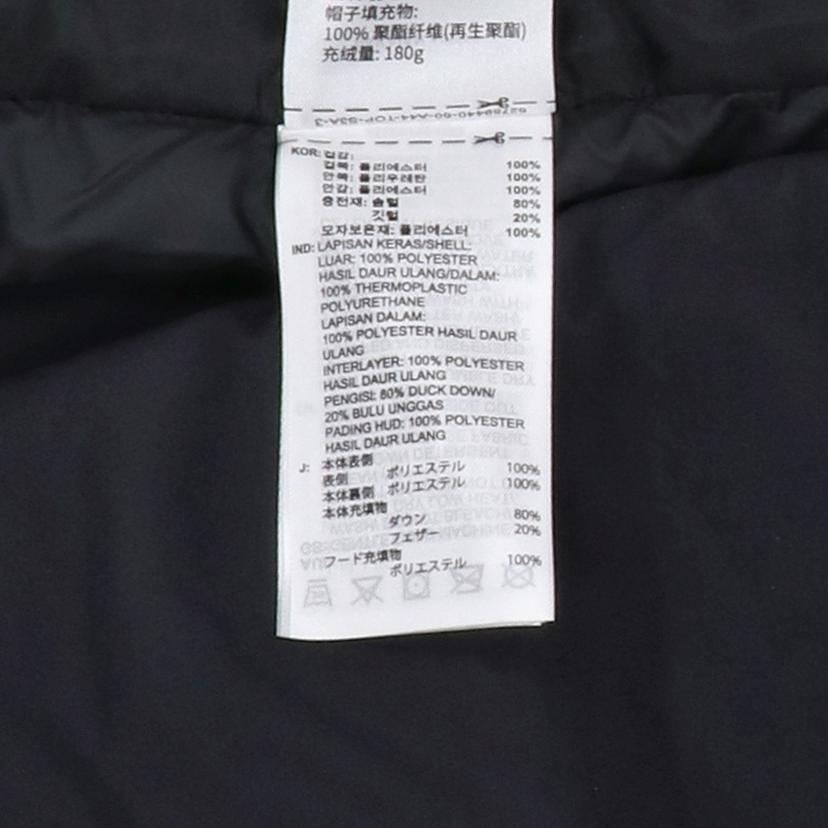 帽子填充物:
100% 聚酯纤维(再生聚酯)
充绒量: 180g
KOR: 겉감:
겉쪽: 폴리에스터 100%
안쪽: 폴리우레탄 100%
안감: 폴리에스터 100%
충전재: 솜털 80%
깃털 20%
모자보온재: 폴리에스터 100%
IND: LAPISAN KERAS/SHELL:
LUAR: 100% POLYESTER
HASIL DAUR ULANG/DALAM:
100% THERMOPLASTIC
POLYURETHANE
LAPISAN DALAM:
100% POLYESTER HASIL DAUR
ULANG
INTERLAYER: 100% POLYESTER
HASIL DAUR ULANG
PENGISI: 80% DUCK DOWN/
20% BULU UNGGAS
PADING HUD: 100% POLYESTER
HASIL DAUR ULANG
J: 本体表側
表側 ポリエステル 100%
本体裏側 ポリエステル 100%
本体充填物
ダウン 80%
フェザー 20%
フード充填物
ポリエステル 100%